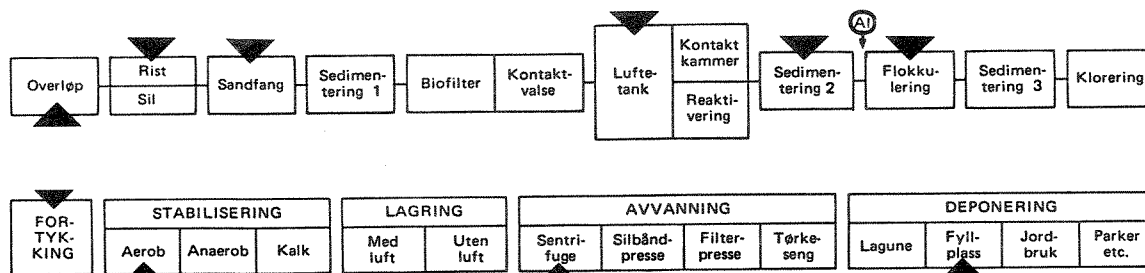 Al
Overløp
Rist
Sil
Sandfang
Sedimen-
tering 1
Biofilter
Kontakt-
valse
Lufte-
tank
Kontakt
kammer
Reakti-
vering
Sedimen-
tering 2
Flokku-
lering
Sedimen-
tering 3
Klorering
FOR-
TYK-
KING
STABILISERING
Aerob
Anaerob
Kalk
LAGRING
Med
luft
Uten
luft
AVVANNING
Sentri-
fuge
Silbånd-
presse
Filter-
presse
Tørke-
seng
DEPONERING
Lagune
Fyll-
plass
Jord-
bruk
Parker
etc.